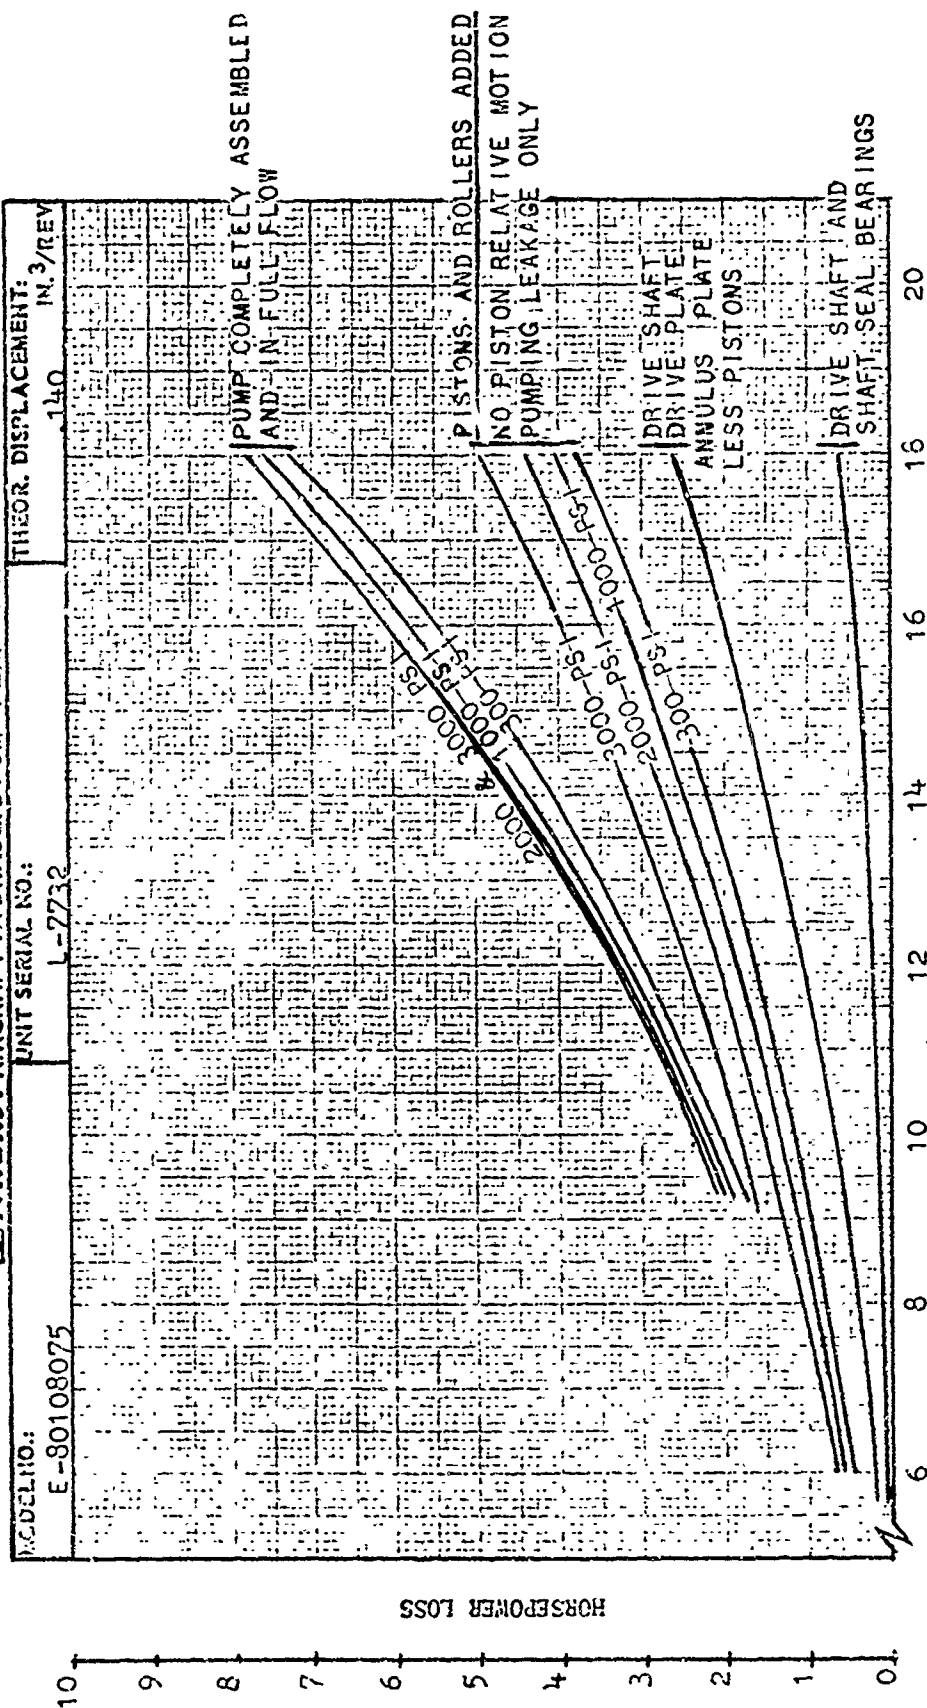 MODEL NO.:
E-80108075
UNIT SERIAL NO.:
L-7732
THEOR. DISPLACEMENT:
.140 IN.³/REV
PUMP COMPLETELY ASSEMBLED
AND IN FULL FLOW
PISTONS AND ROLLERS ADDED
NO PISTON RELATIVE MOTION
PUMPING LEAKAGE ONLY
DRIVE SHAFT
DRIVE PLATE
ANNULUS PLATE
LESS PISTONS
DRIVE SHAFT AND
SHAFT SEAL BEARINGS
2000 & 3000 PSI
1000-PSI
300-PSI
3000-PSI
2000-PSI
1000-PSI
300-PSI
HORSEPOWER LOSS
10
9
8
7
6
5
4
3
2
1
0
6
8
10
12
14
16
18
20